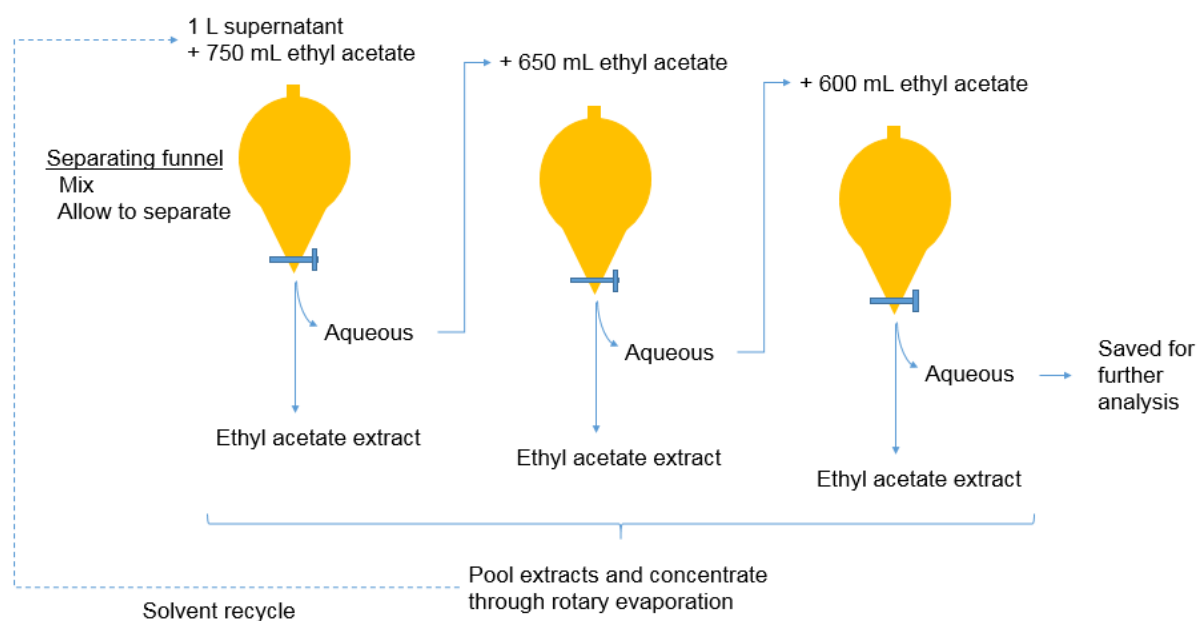 1 L supernatant
+ 750 mL ethyl acetate
+ 650 mL ethyl acetate
+ 600 mL ethyl acetate
Separating funnel
Mix
Allow to separate
Aqueous
Aqueous
Aqueous
Saved for
further
analysis
Ethyl acetate extract
Ethyl acetate extract
Ethyl acetate extract
Pool extracts and concentrate
through rotary evaporation
Solvent recycle